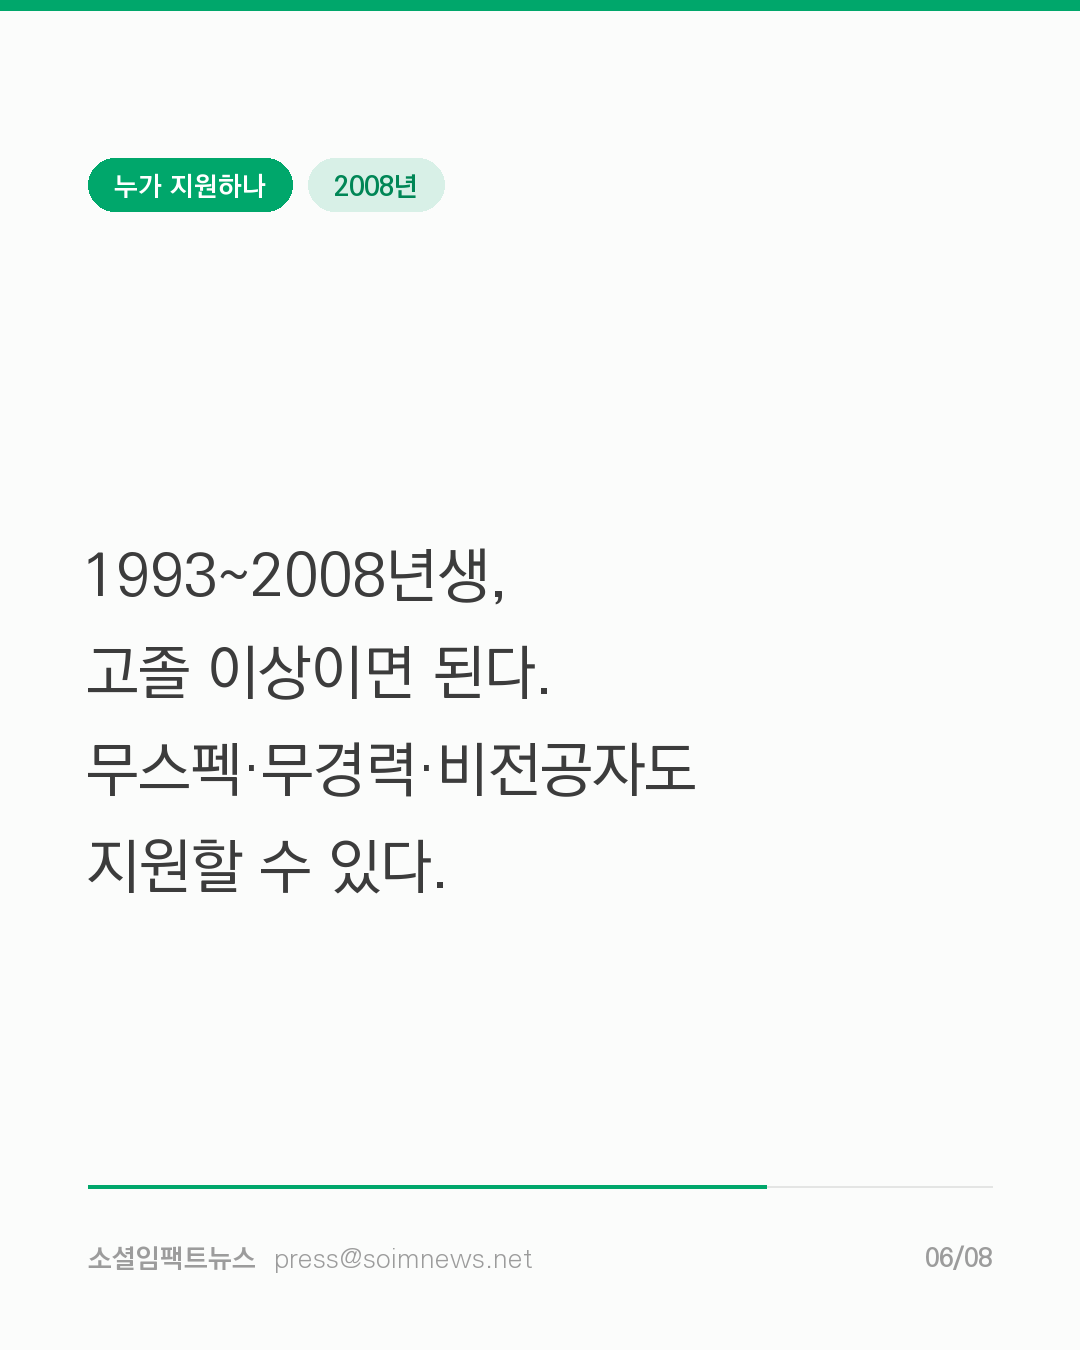 누가 지원하나 2008년
1993~2008년생,
고졸 이상이면 된다.
무스펙·무경력·비전공자도
지원할 수 있다.
소셜임팩트뉴스 press@soimnews.net 06/08